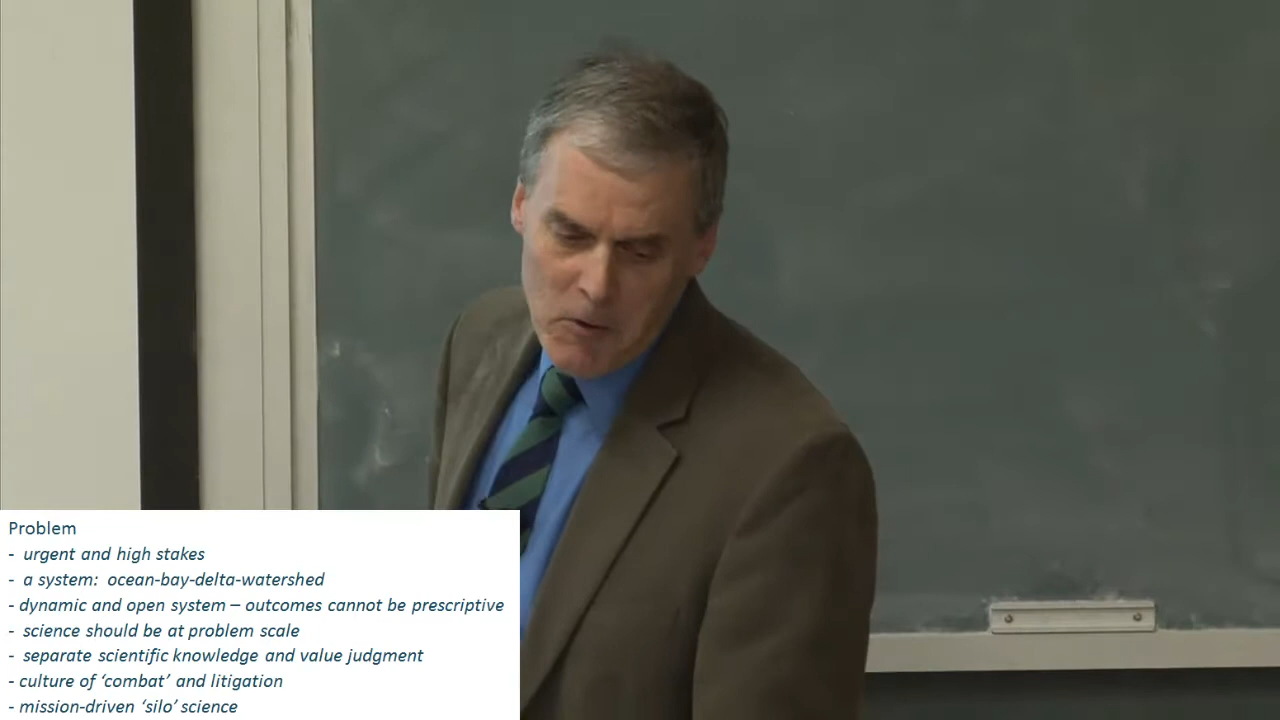 Problem
- urgent and high stakes
- a system: ocean-bay-delta-watershed
- dynamic and open system – outcomes cannot be prescriptive
- science should be at problem scale
- separate scientific knowledge and value judgment
- culture of ‘combat’ and litigation
- mission-driven ‘silo’ science